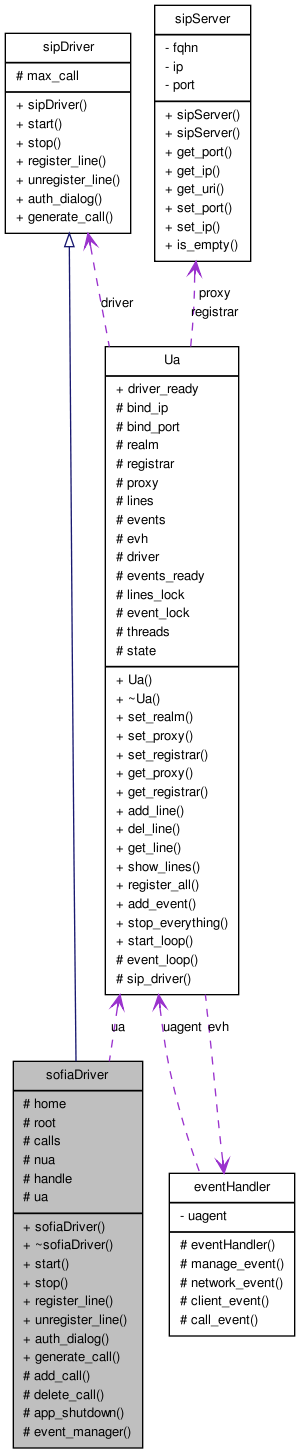 sipDriver
# max_call
+ sipDriver()
+ start()
+ stop()
+ register_line()
+ unregister_line()
+ auth_dialog()
+ generate_call()
sipServer
- fqhn
- ip
- port
+ sipServer()
+ sipServer()
+ get_port()
+ get_ip()
+ get_uri()
+ set_port()
+ set_ip()
+ is_empty()
driver
proxy
registrar
Ua
+ driver_ready
# bind_ip
# bind_port
# realm
# registrar
# proxy
# lines
# events
# evh
# driver
# events_ready
# lines_lock
# event_lock
# threads
# state
+ Ua()
+ ~Ua()
+ set_realm()
+ set_proxy()
+ set_registrar()
+ get_proxy()
+ get_registrar()
+ add_line()
+ del_line()
+ get_line()
+ show_lines()
+ register_all()
+ add_event()
+ stop_everything()
+ start_loop()
# event_loop()
# sip_driver()
ua
uagent
evh
sofiaDriver
# home
# root
# calls
# nua
# handle
# ua
+ sofiaDriver()
+ ~sofiaDriver()
+ start()
+ stop()
+ register_line()
+ unregister_line()
+ auth_dialog()
+ generate_call()
# add_call()
# delete_call()
# app_shutdown()
# event_manager()
eventHandler
- uagent
# eventHandler()
# manage_event()
# network_event()
# client_event()
# call_event()